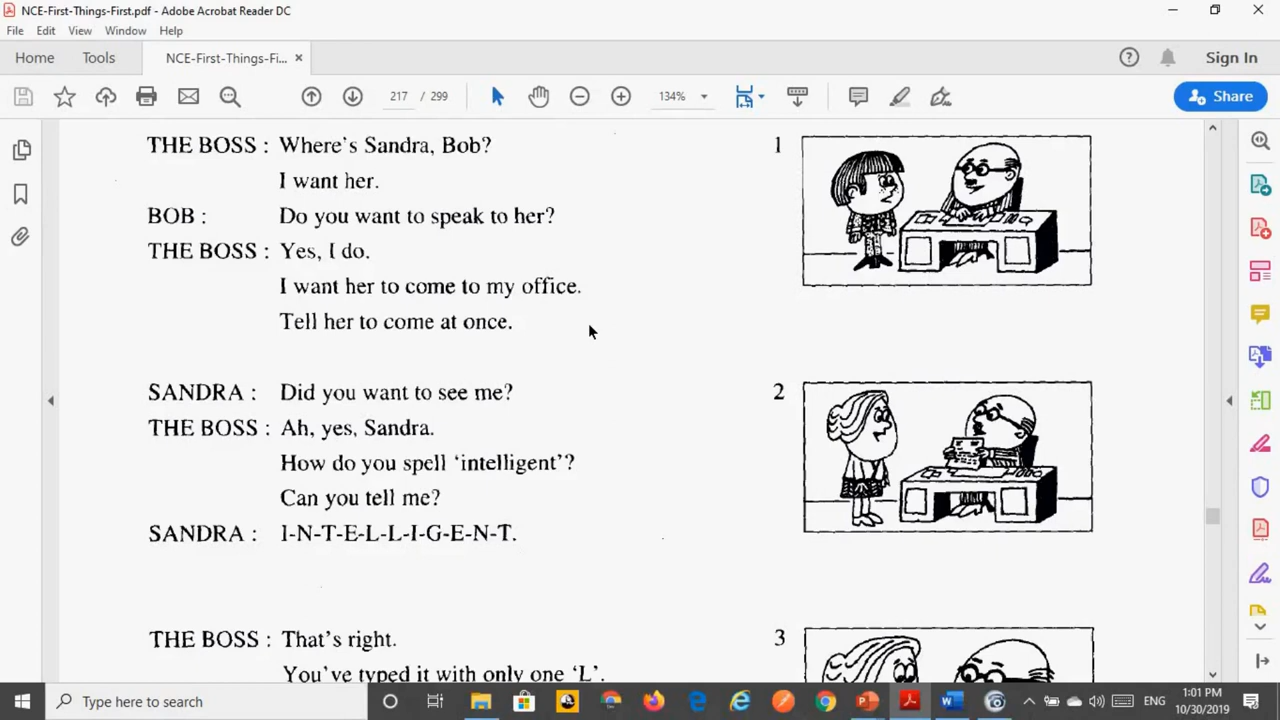 NCE-First-Things-First.pdf - Adobe Acrobat Reader DC
File Edit View Window Help
Home Tools NCE-First-Things-Fi... × Sign In
217 / 299 134% Share
THE BOSS : Where's Sandra, Bob? 1
I want her.
BOB : Do you want to speak to her?
THE BOSS : Yes, I do.
I want her to come to my office.
Tell her to come at once.
SANDRA : Did you want to see me? 2
THE BOSS : Ah, yes, Sandra.
How do you spell 'intelligent'?
Can you tell me?
SANDRA : I-N-T-E-L-L-I-G-E-N-T.
THE BOSS : That's right. 3
You've typed it with only one 'L'.
Type here to search ENG 1:01 PM
10/30/2019